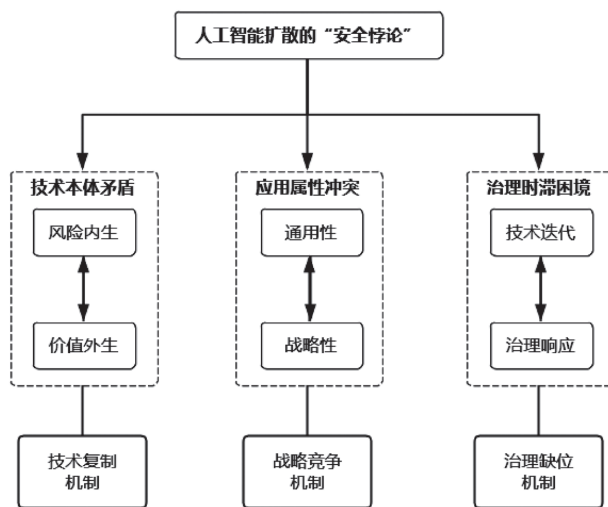 人工智能扩散的“安全悖论”
技术本体矛盾
风险内生
价值外生
技术复制
机制
应用属性冲突
通用性
战略性
战略竞争
机制
治理时滞困境
技术迭代
治理响应
治理缺位
机制